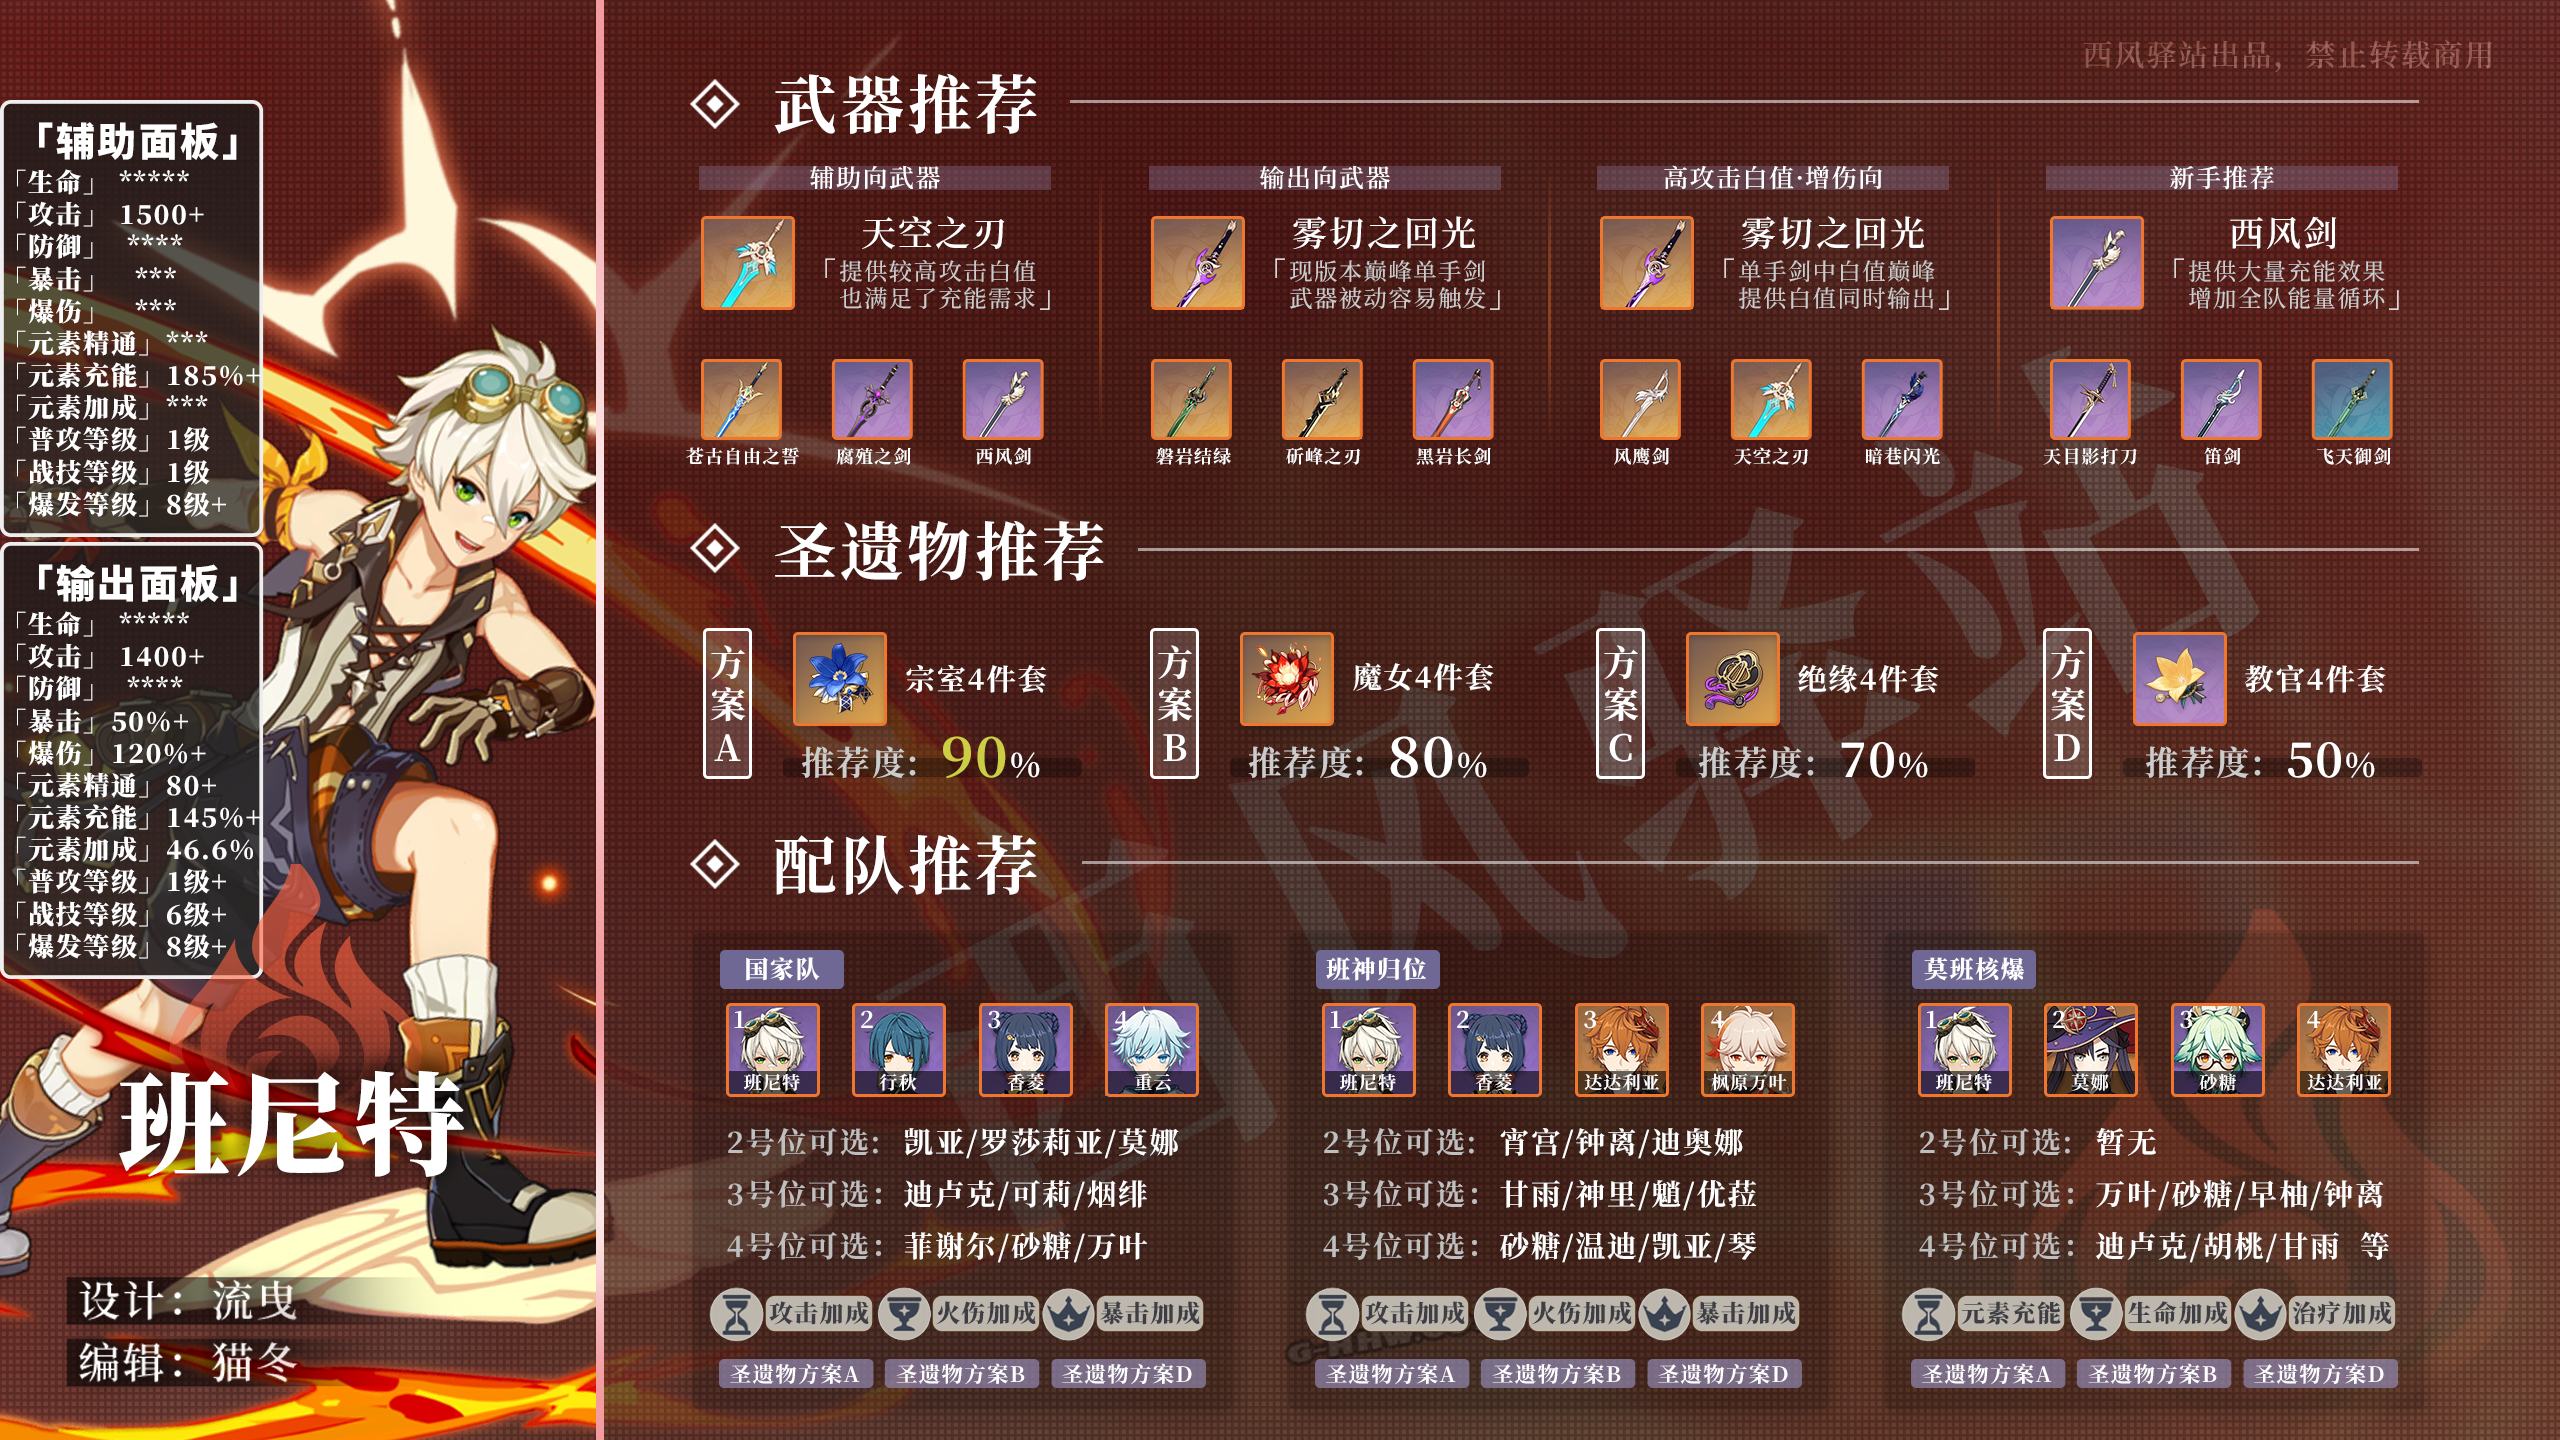 西风驿站出品，禁止转载商用
「辅助面板」
「生命」 *****
「攻击」 1500+
「防御」 ****
「暴击」 ***
「爆伤」 ***
「元素精通」***
「元素充能」185%+
「元素加成」***
「普攻等级」1级
「战技等级」1级
「爆发等级」8级+
「输出面板」
「生命」 *****
「攻击」 1400+
「防御」 ****
「暴击」50%+
「爆伤」120%+
「元素精通」80+
「元素充能」145%+
「元素加成」46.6%
「普攻等级」1级+
「战技等级」6级+
「爆发等级」8级+
班尼特
设计：流曳
编辑：猫冬
武器推荐
辅助向武器
天空之刃
「提供较高攻击白值
也满足了充能需求」
苍古自由之誓 腐殖之剑 西风剑
输出向武器
雾切之回光
「现版本巅峰单手剑
武器被动容易触发」
磐岩结绿 斫峰之刃 黑岩长剑
高攻击白值·增伤向
雾切之回光
「单手剑中白值巅峰
提供白值同时输出」
风鹰剑 天空之刃 暗巷闪光
新手推荐
西风剑
「提供大量充能效果
增加全队能量循环」
天目影打刀 笛剑 飞天御剑
圣遗物推荐
方案A
宗室4件套
推荐度：90%
方案B
魔女4件套
推荐度：80%
方案C
绝缘4件套
推荐度：70%
方案D
教官4件套
推荐度：50%
配队推荐
国家队
1 2 3 4
班尼特 行秋 香菱 重云
2号位可选：凯亚/罗莎莉亚/莫娜
3号位可选：迪卢克/可莉/烟绯
4号位可选：菲谢尔/砂糖/万叶
攻击加成 火伤加成 暴击加成
圣遗物方案A 圣遗物方案B 圣遗物方案D
班神归位
1 2 3 4
班尼特 香菱 达达利亚 枫原万叶
2号位可选：宵宫/钟离/迪奥娜
3号位可选：甘雨/神里/魈/优菈
4号位可选：砂糖/温迪/凯亚/琴
攻击加成 火伤加成 暴击加成
圣遗物方案A 圣遗物方案B 圣遗物方案D
莫班核爆
1 2 3 4
班尼特 莫娜 砂糖 达达利亚
2号位可选：暂无
3号位可选：万叶/砂糖/早柚/钟离
4号位可选：迪卢克/胡桃/甘雨 等
元素充能 生命加成 治疗加成
圣遗物方案A 圣遗物方案B 圣遗物方案D
西风驿站